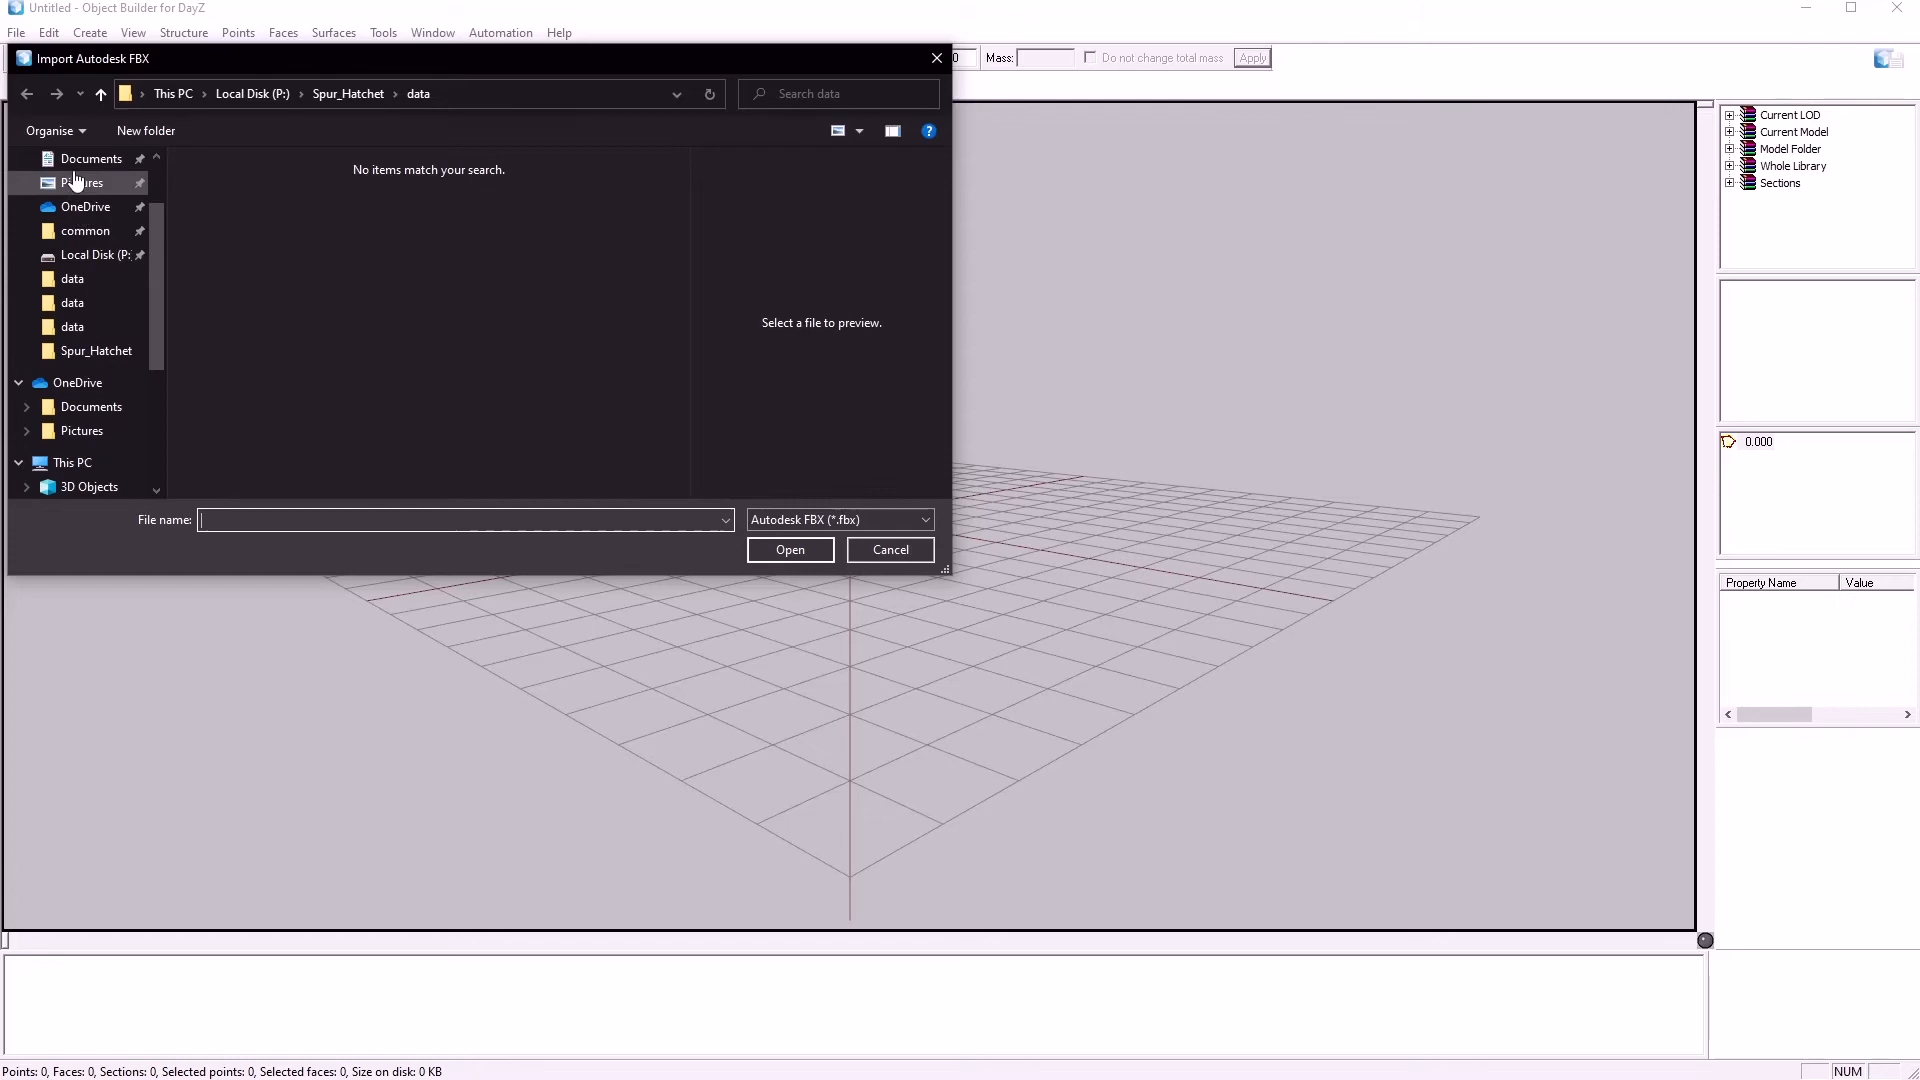 Untitled - Object Builder for DayZ
File Edit Create View Structure Points Faces Surfaces Tools Window Automation Help
Import Autodesk FBX
0 Mass: Do not change total mass Apply
This PC Local Disk (P:) Spur_Hatchet data
Search data
Organise New folder
Documents
Pictures
OneDrive
common
Local Disk (P:
data
data
data
Spur_Hatchet
OneDrive
Documents
Pictures
This PC
3D Objects
No items match your search.
Select a file to preview.
File name:
Autodesk FBX (*.fbx)
Open Cancel
Current LOD
Current Model
Model Folder
Whole Library
Sections
0.000
Property Name Value
Points: 0, Faces: 0, Sections: 0, Selected points: 0, Selected faces: 0, Size on disk: 0 KB
NUM